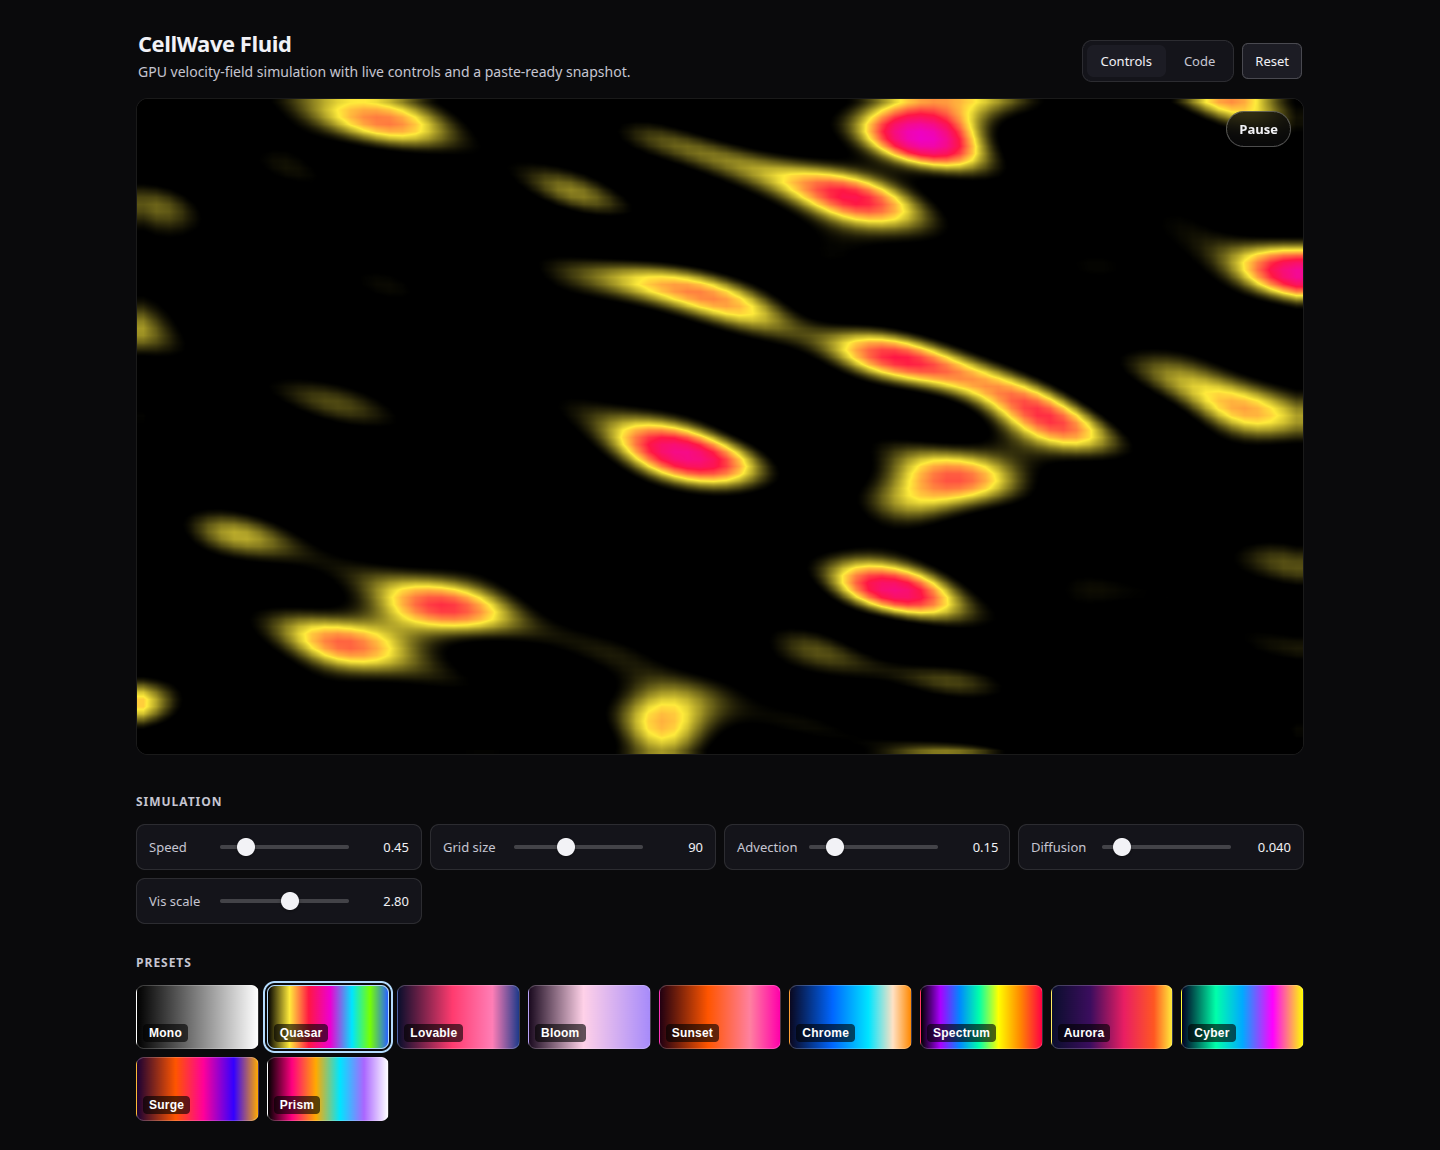 CellWave Fluid
GPU velocity-field simulation with live controls and a paste-ready snapshot.
Controls
Code
Reset
Pause
SIMULATION
Speed 0.45
Grid size 90
Advection 0.15
Diffusion 0.040
Vis scale 2.80
PRESETS
Mono
Quasar
Lovable
Bloom
Sunset
Chrome
Spectrum
Aurora
Cyber
Surge
Prism